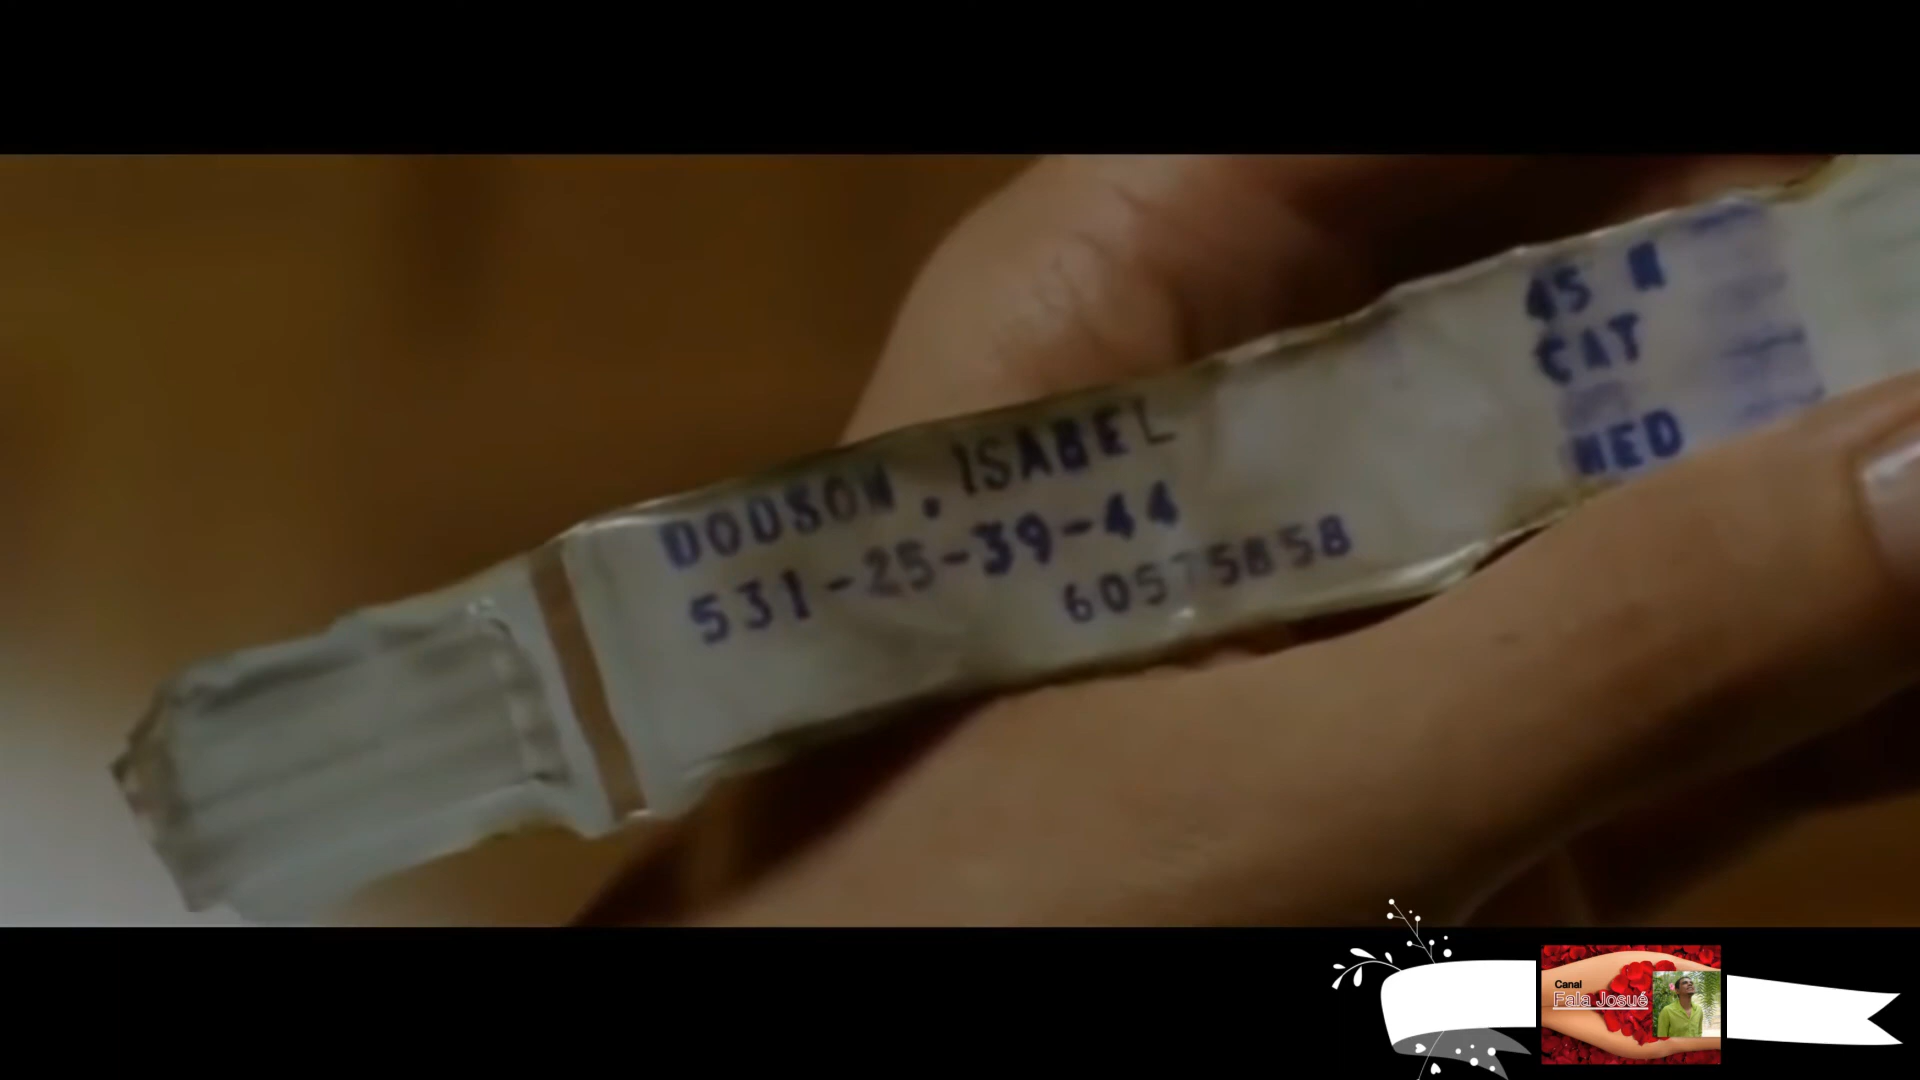 DODSON, ISABEL
531-25-39-44
60575858
45
CAT
MED
Canal
Fala Josué